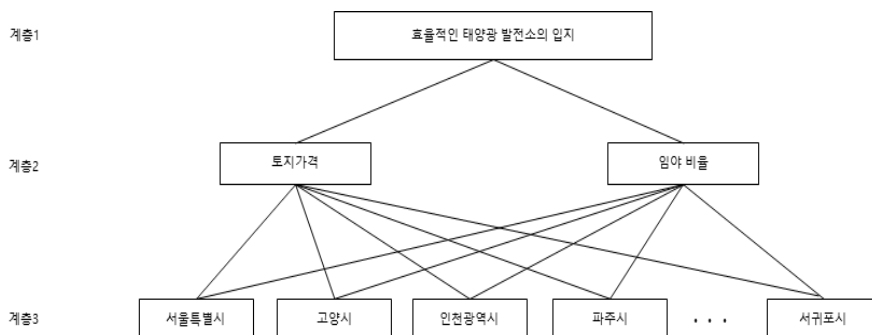 계층1
효율적인 태양광 발전소의 입지
계층2
토지가격
임야 비율
계층3
서울특별시
고양시
인천광역시
파주시
· · ·
서귀포시